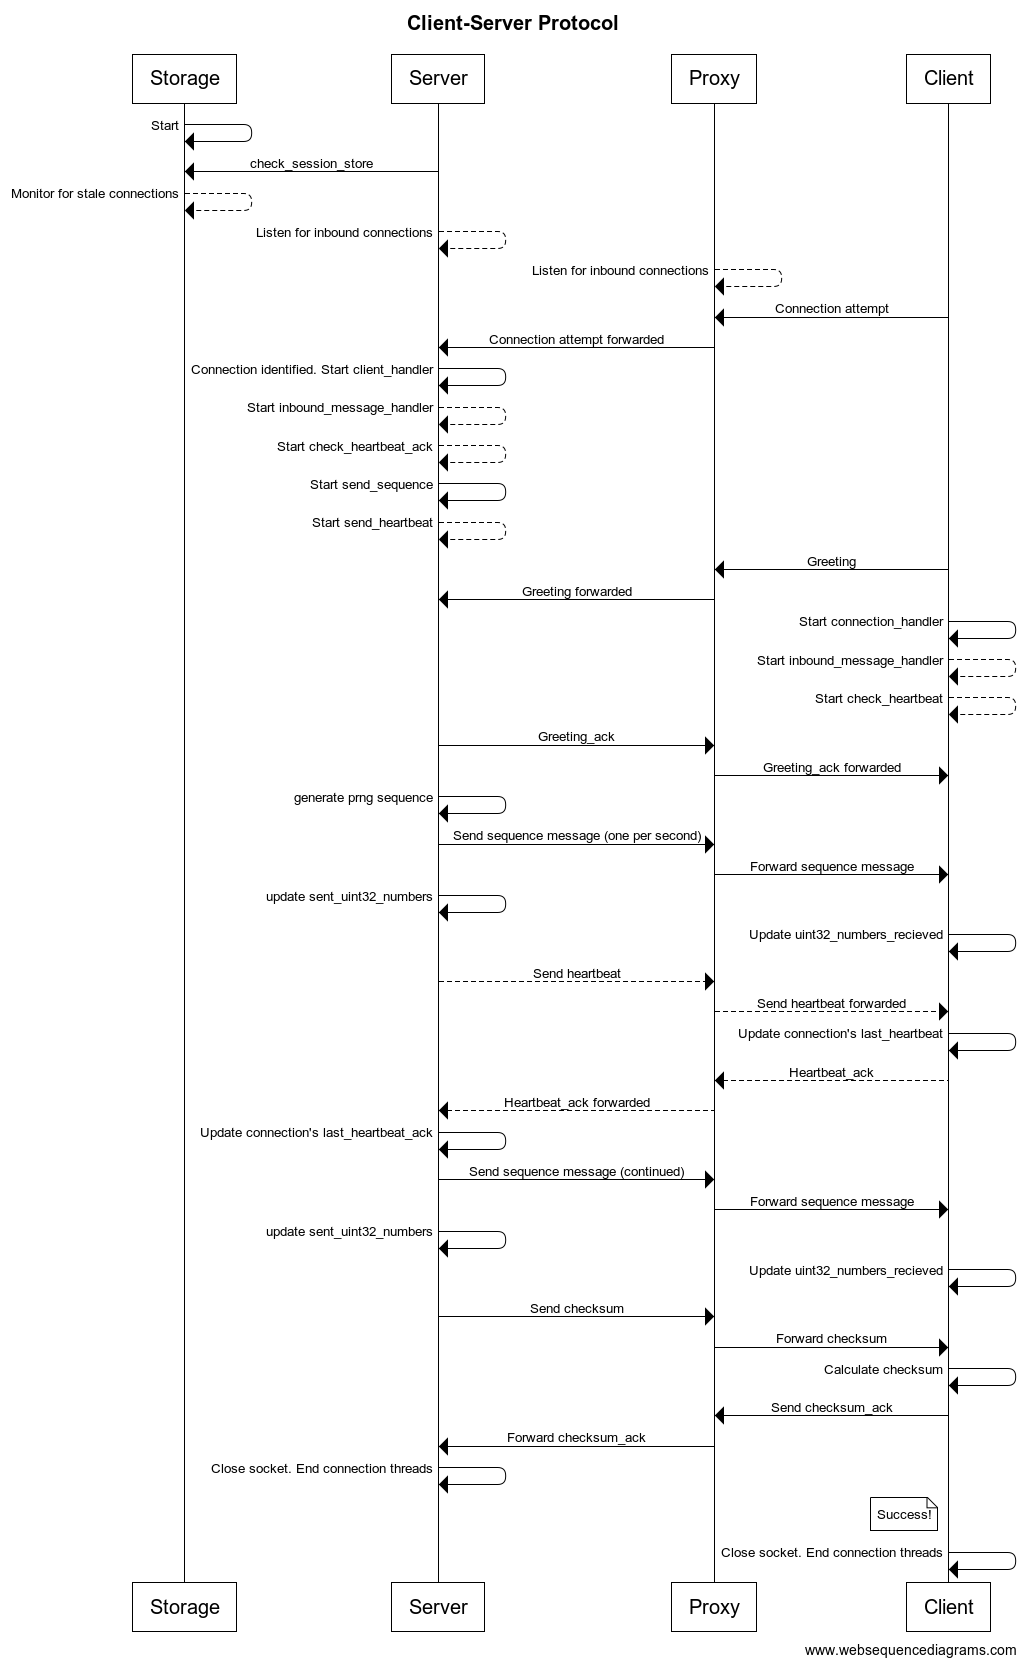 Client-Server Protocol
Storage
Server
Proxy
Client
Start
check_session_store
Monitor for stale connections
Listen for inbound connections
Listen for inbound connections
Connection attempt
Connection attempt forwarded
Connection identified. Start client_handler
Start inbound_message_handler
Start check_heartbeat_ack
Start send_sequence
Start send_heartbeat
Greeting
Greeting forwarded
Start connection_handler
Start inbound_message_handler
Start check_heartbeat
Greeting_ack
Greeting_ack forwarded
generate prng sequence
Send sequence message (one per second)
Forward sequence message
update sent_uint32_numbers
Update uint32_numbers_recieved
Send heartbeat
Send heartbeat forwarded
Update connection's last_heartbeat
Heartbeat_ack
Heartbeat_ack forwarded
Update connection's last_heartbeat_ack
Send sequence message (continued)
Forward sequence message
update sent_uint32_numbers
Update uint32_numbers_recieved
Send checksum
Forward checksum
Calculate checksum
Send checksum_ack
Forward checksum_ack
Close socket. End connection threads
Success!
Close socket. End connection threads
Storage
Server
Proxy
Client
www.websequencediagrams.com